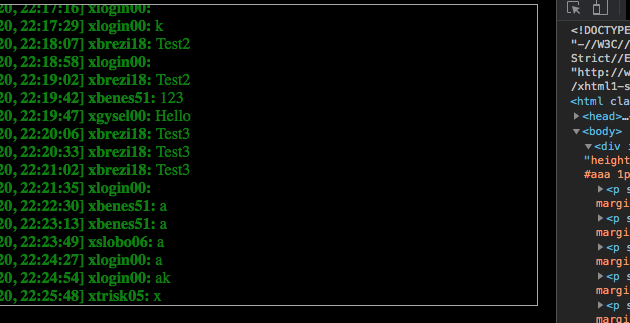 20, 22:17:16] xlogin00:
20, 22:17:29] xlogin00: k
20, 22:18:07] xbrezi18: Test2
20, 22:18:58] xlogin00:
20, 22:19:02] xbrezi18: Test2
20, 22:19:42] xbenes51: 123
20, 22:19:47] xgysel00: Hello
20, 22:20:06] xbrezi18: Test3
20, 22:20:33] xbrezi18: Test3
20, 22:21:02] xbrezi18: Test3
20, 22:21:35] xlogin00:
20, 22:22:30] xbenes51: a
20, 22:23:13] xbenes51: a
20, 22:23:49] xslobo06: a
20, 22:24:27] xlogin00: a
20, 22:24:54] xlogin00: ak
20, 22:25:48] xtrisk05: x
<!DOCTYPE
"-//W3C//
Strict//E
"http://w
/xhtml1-s
<html cla
<head>…
<body>
<div i
"height
#aaa 1p
<p s
margi
<p s
margi
<p s
margi
<p s
margi
<p s
margi